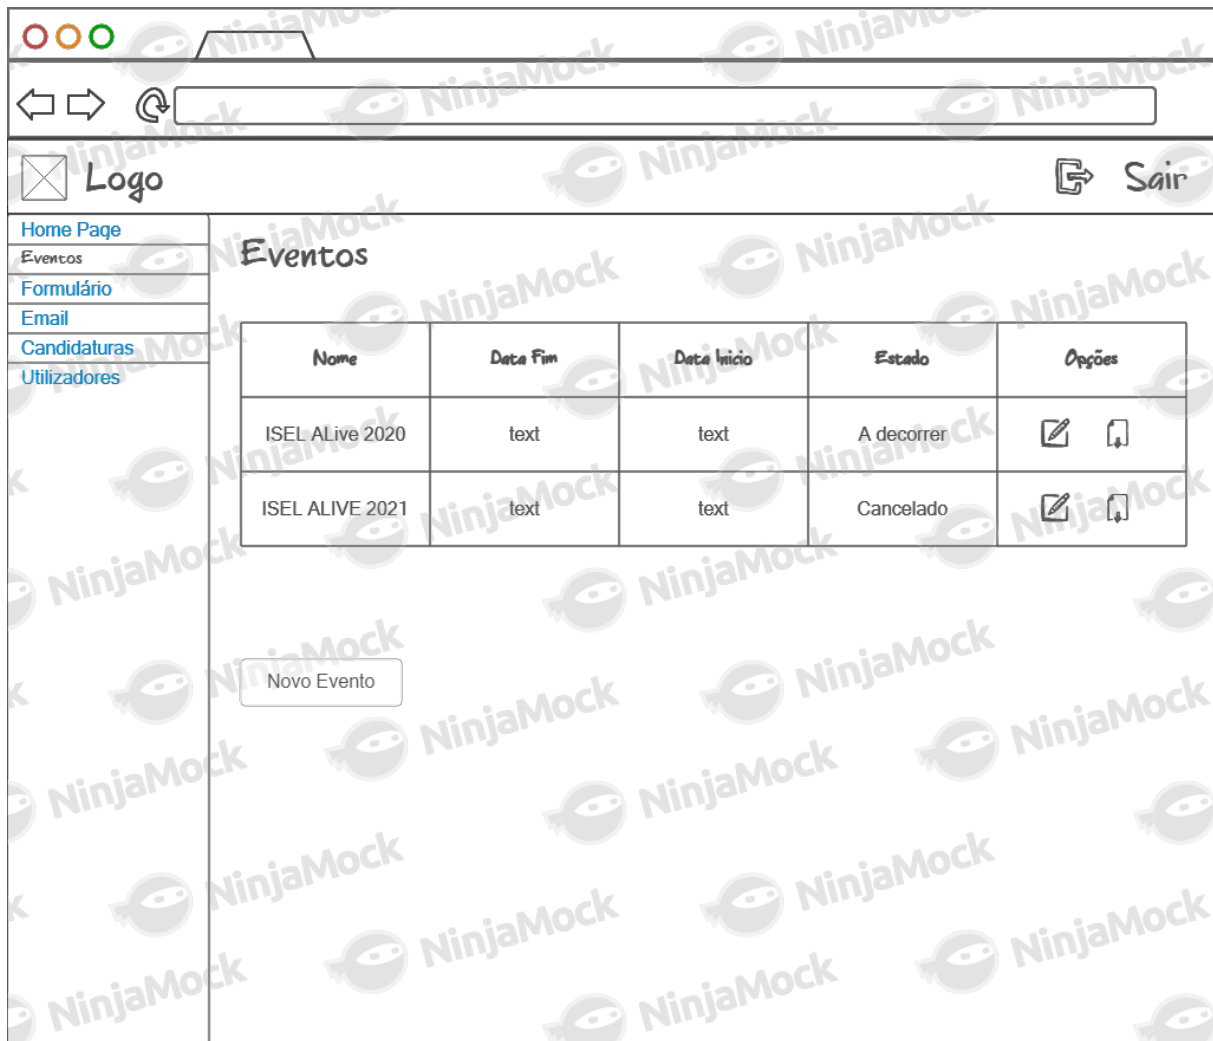 Logo
Sair
Home Page
Eventos
Formulário
Email
Candidaturas
Utilizadores
Eventos
Nome Data Fim Data Inicio Estado Opções
ISEL ALive 2020 text text A decorrer
ISEL ALIVE 2021 text text Cancelado
Novo Evento
NinjaMock